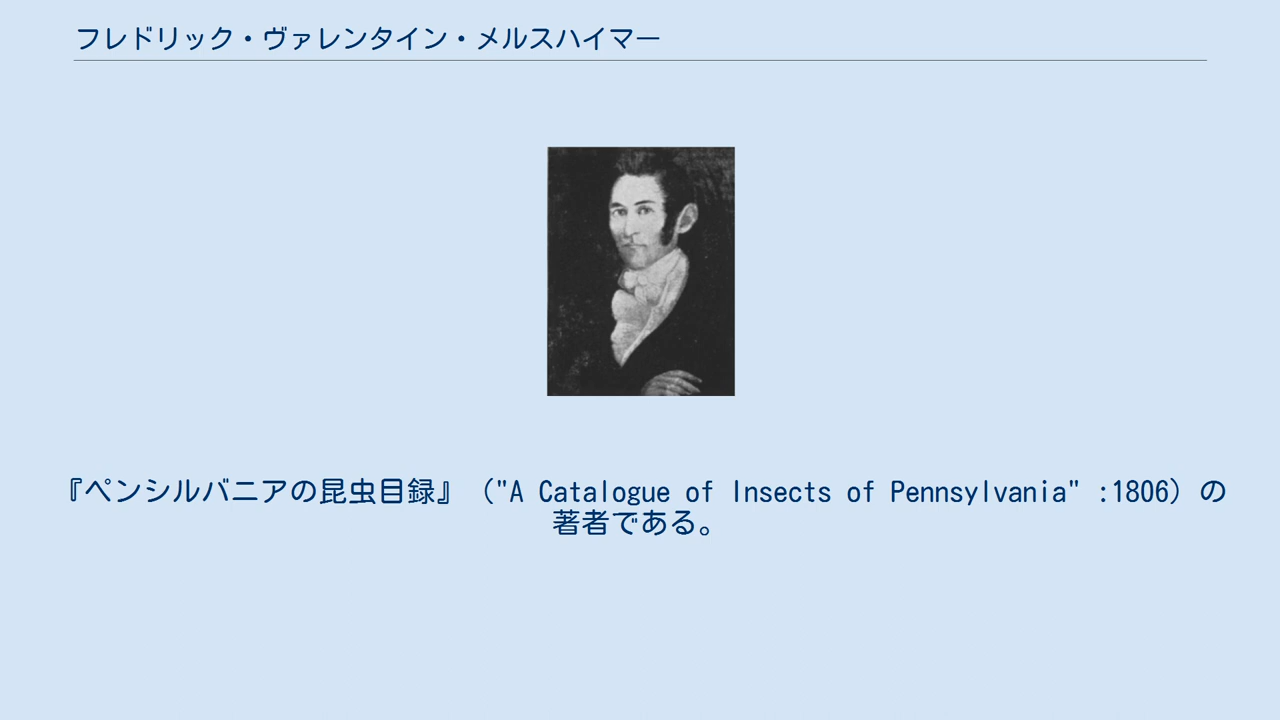 フレドリック・ヴァレンタイン・メルスハイマー
『ペンシルバニアの昆虫目録』（"A Catalogue of Insects of Pennsylvania" :1806）の
著者である。